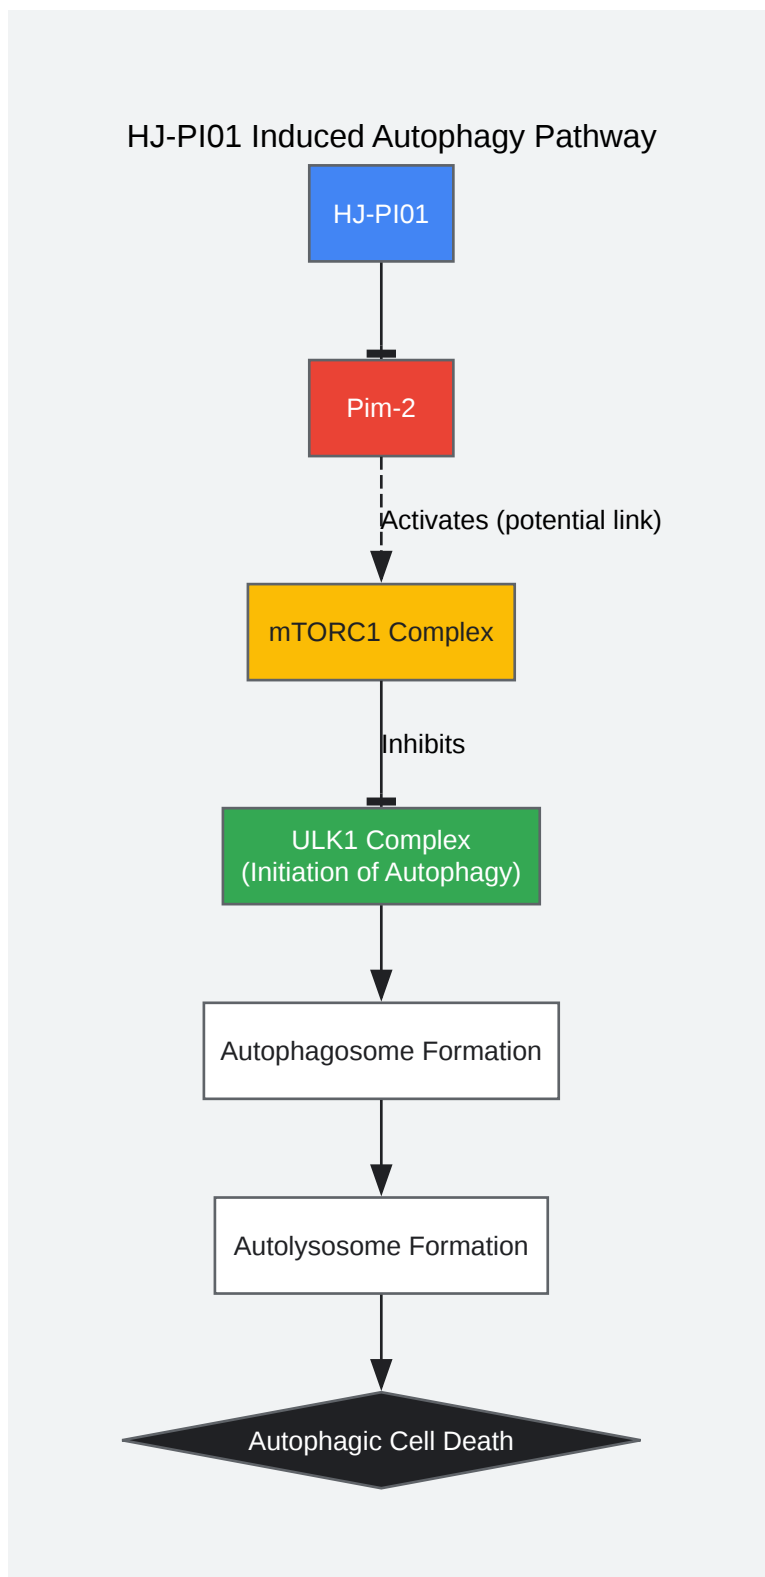 HJ-PI01 Induced Autophagy Pathway
HJ-PI01
Pim-2
Activates (potential link)
mTORC1 Complex
Inhibits
ULK1 Complex
(Initiation of Autophagy)
Autophagosome Formation
Autolysosome Formation
Autophagic Cell Death